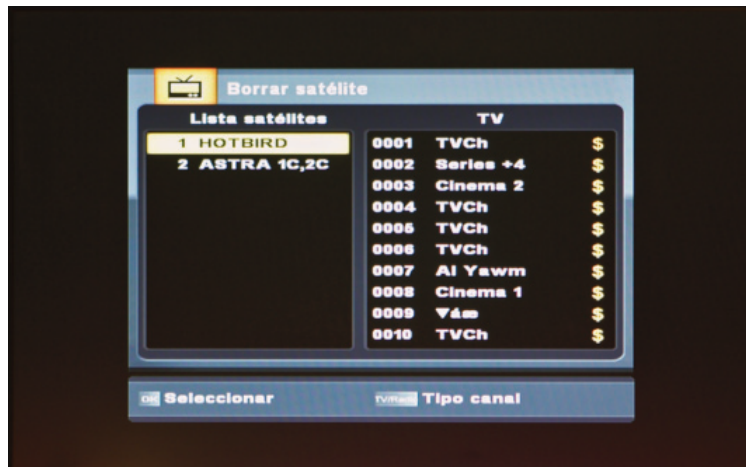 Borrar satélite
Lista satélites
1 HOTBIRD
2 ASTRA 1C,2C
TV
0001 TVCh $
0002 Series +4 $
0003 Cinema 2 $
0004 TVCh $
0005 TVCh $
0006 TVCh $
0007 Al Yawm $
0008 Cinema 1 $
0009 ▼áæ $
0010 TVCh $
OK Seleccionar
TV/Radio Tipo canal